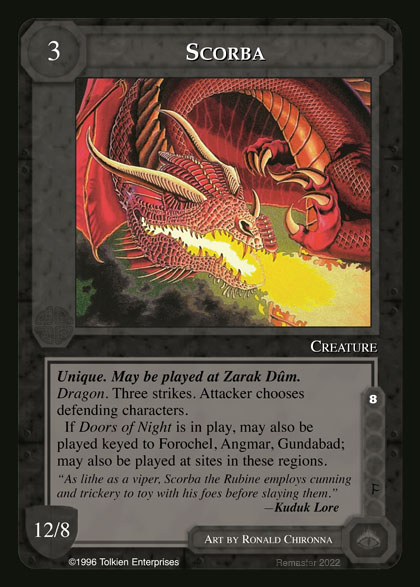 3
SCORBA
CREATURE
Unique. May be played at Zarak Dûm.
Dragon. Three strikes. Attacker chooses
defending characters.
If Doors of Night is in play, may also be
played keyed to Forochel, Angmar, Gundabad;
may also be played at sites in these regions.
“As lithe as a viper, Scorba the Rubine employs cunning
and trickery to toy with his foes before slaying them.”
–Kuduk Lore
8
12/8
ART BY RONALD CHIRONNA
©1996 Tolkien Enterprises
Remaster 2022